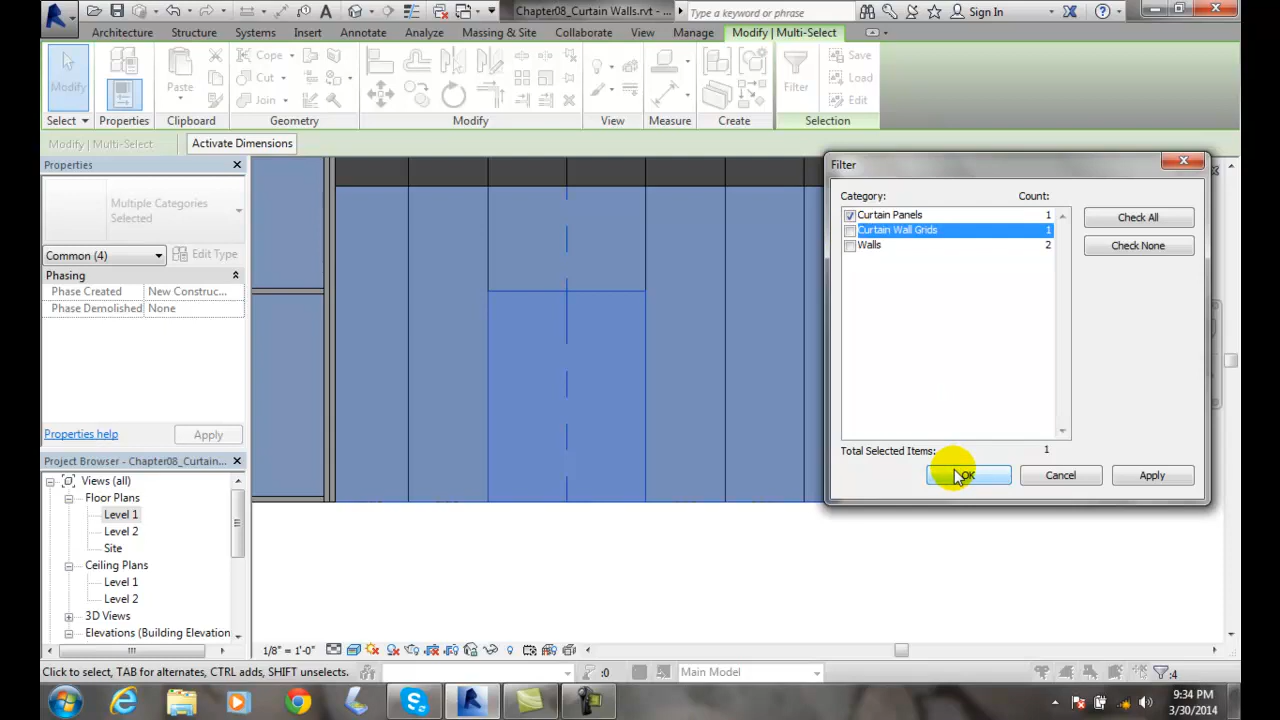 Chapter08_Curtain Walls.rvt - ...
Type a keyword or phrase
Sign In
Architecture
Structure
Systems
Insert
Annotate
Analyze
Massing & Site
Collaborate
View
Manage
Modify | Multi-Select
Modify
Paste
Cope
Cut
Join
Filter
Save
Load
Edit
Select
Properties
Clipboard
Geometry
Modify
View
Measure
Create
Selection
Modify | Multi-Select
Activate Dimensions
Properties
Multiple Categories
Selected
Common (4)
Edit Type
Phasing
Phase Created New Construc...
Phase Demolished None
Properties help
Apply
Project Browser - Chapter08_Curtain...
Views (all)
Floor Plans
Level 1
Level 2
Site
Ceiling Plans
Level 1
Level 2
3D Views
Elevations (Building Elevation
Filter
Category: Count:
Curtain Panels 1
Curtain Wall Grids 1
Walls 2
Check All
Check None
Total Selected Items: 1
OK
Cancel
Apply
1/8" = 1'-0"
Click to select, TAB for alternates, CTRL adds, SHIFT unselects.
:0
Main Model
:4
9:34 PM
3/30/2014